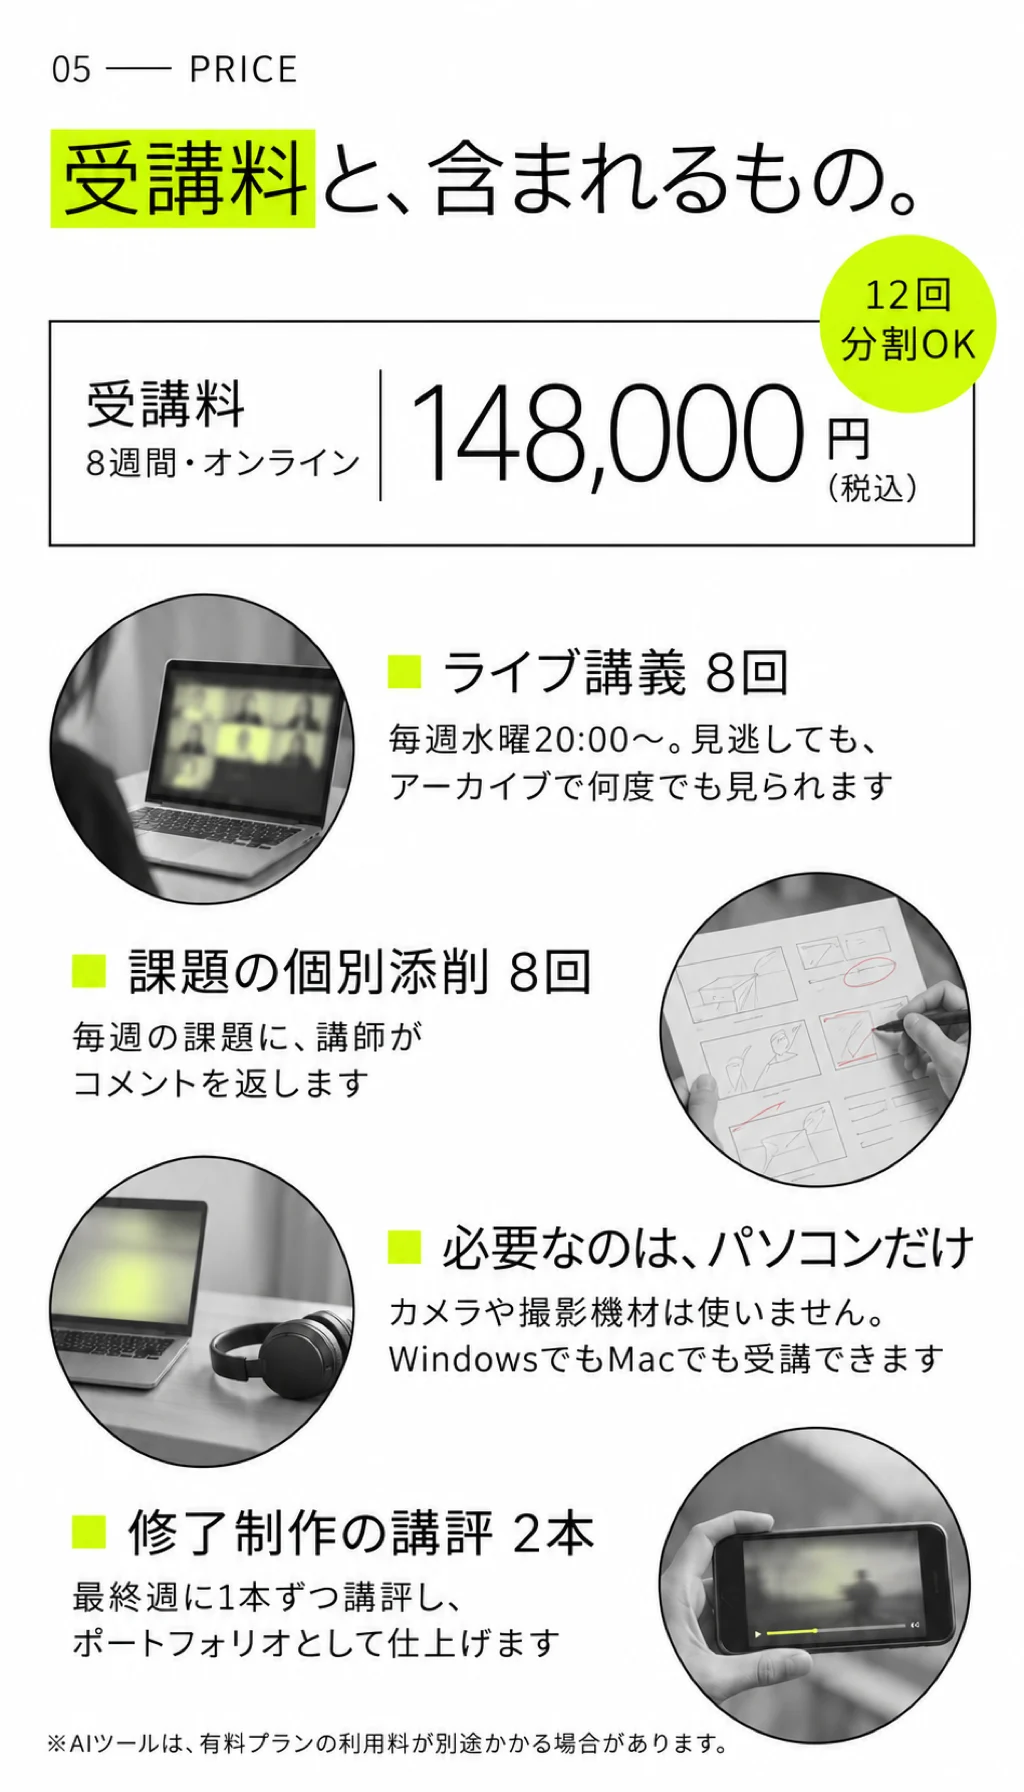 05 — PRICE
受講料と、含まれるもの。
12回
分割OK
受講料
8週間・オンライン
148,000 円
（税込）
ライブ講義 8回
毎週水曜20:00〜。見逃しても、
アーカイブで何度でも見られます
課題の個別添削 8回
毎週の課題に、講師が
コメントを返します
必要なのは、パソコンだけ
カメラや撮影機材は使いません。
WindowsでもMacでも受講できます
修了制作の講評 2本
最終週に1本ずつ講評し、
ポートフォリオとして仕上げます
※AIツールは、有料プランの利用料が別途かかる場合があります。